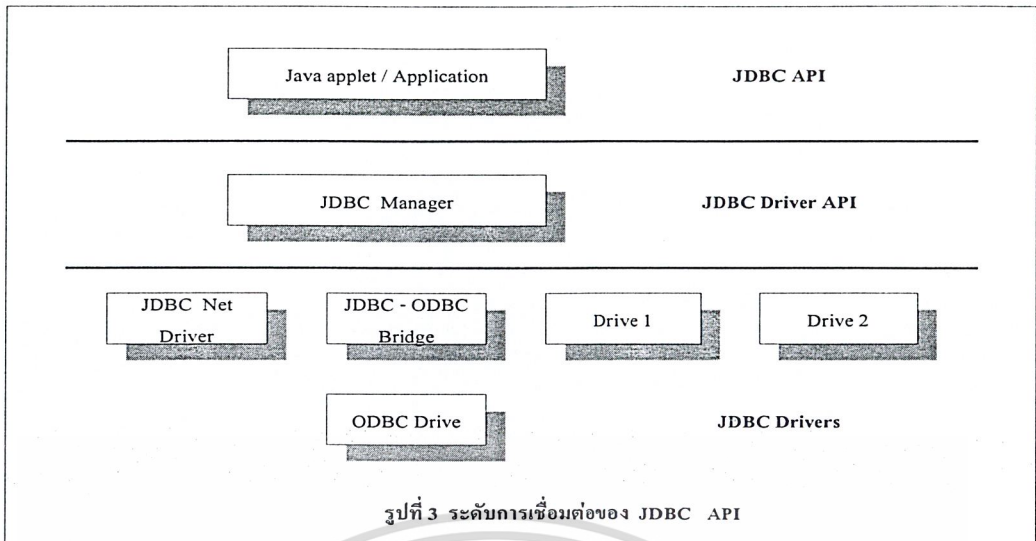 Java applet / Application
JDBC API
JDBC Manager
JDBC Driver API
JDBC Net
Driver
JDBC - ODBC
Bridge
Drive 1
Drive 2
ODBC Drive
JDBC Drivers
รูปที่ 3 ระดับการเชื่อมต่อของ JDBC API